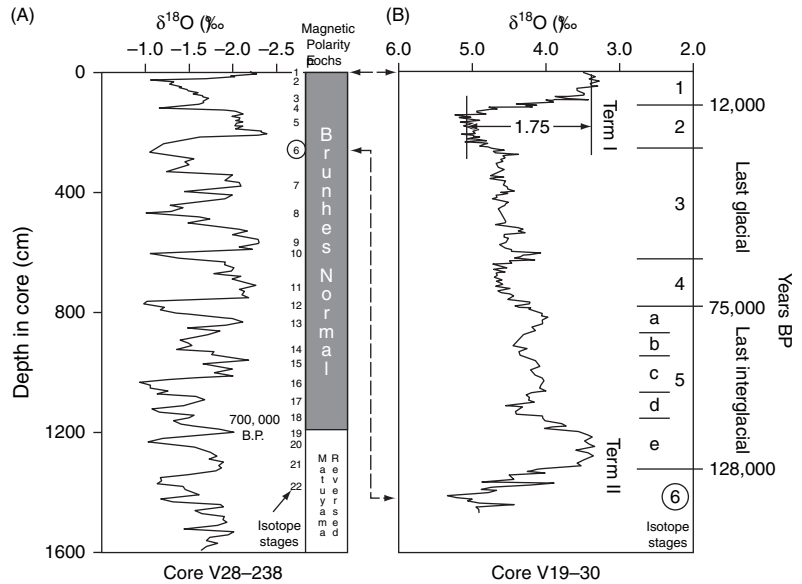 (A)
δ¹⁸O (‰)
−1.0 −1.5 −2.0 −2.5
Magnetic
Polarity
Epochs
0
400
800
1200
1600
Depth in core (cm)
1
2
3
4
5
6
7
8
9
10
11
12
13
14
15
16
17
18
19
20
21
22
700, 000
B.P.
Isotope
stages
Brunhes Normal
Matuyama
Reversed
Core V28–238
(B)
δ¹⁸O (‰)
6.0 5.0 4.0 3.0 2.0
1.75
Term I
Term II
1
2
3
4
5
a
b
c
d
e
6
Isotope
stages
12,000
75,000
128,000
Last glacial
Last interglacial
Years BP
Core V19–30